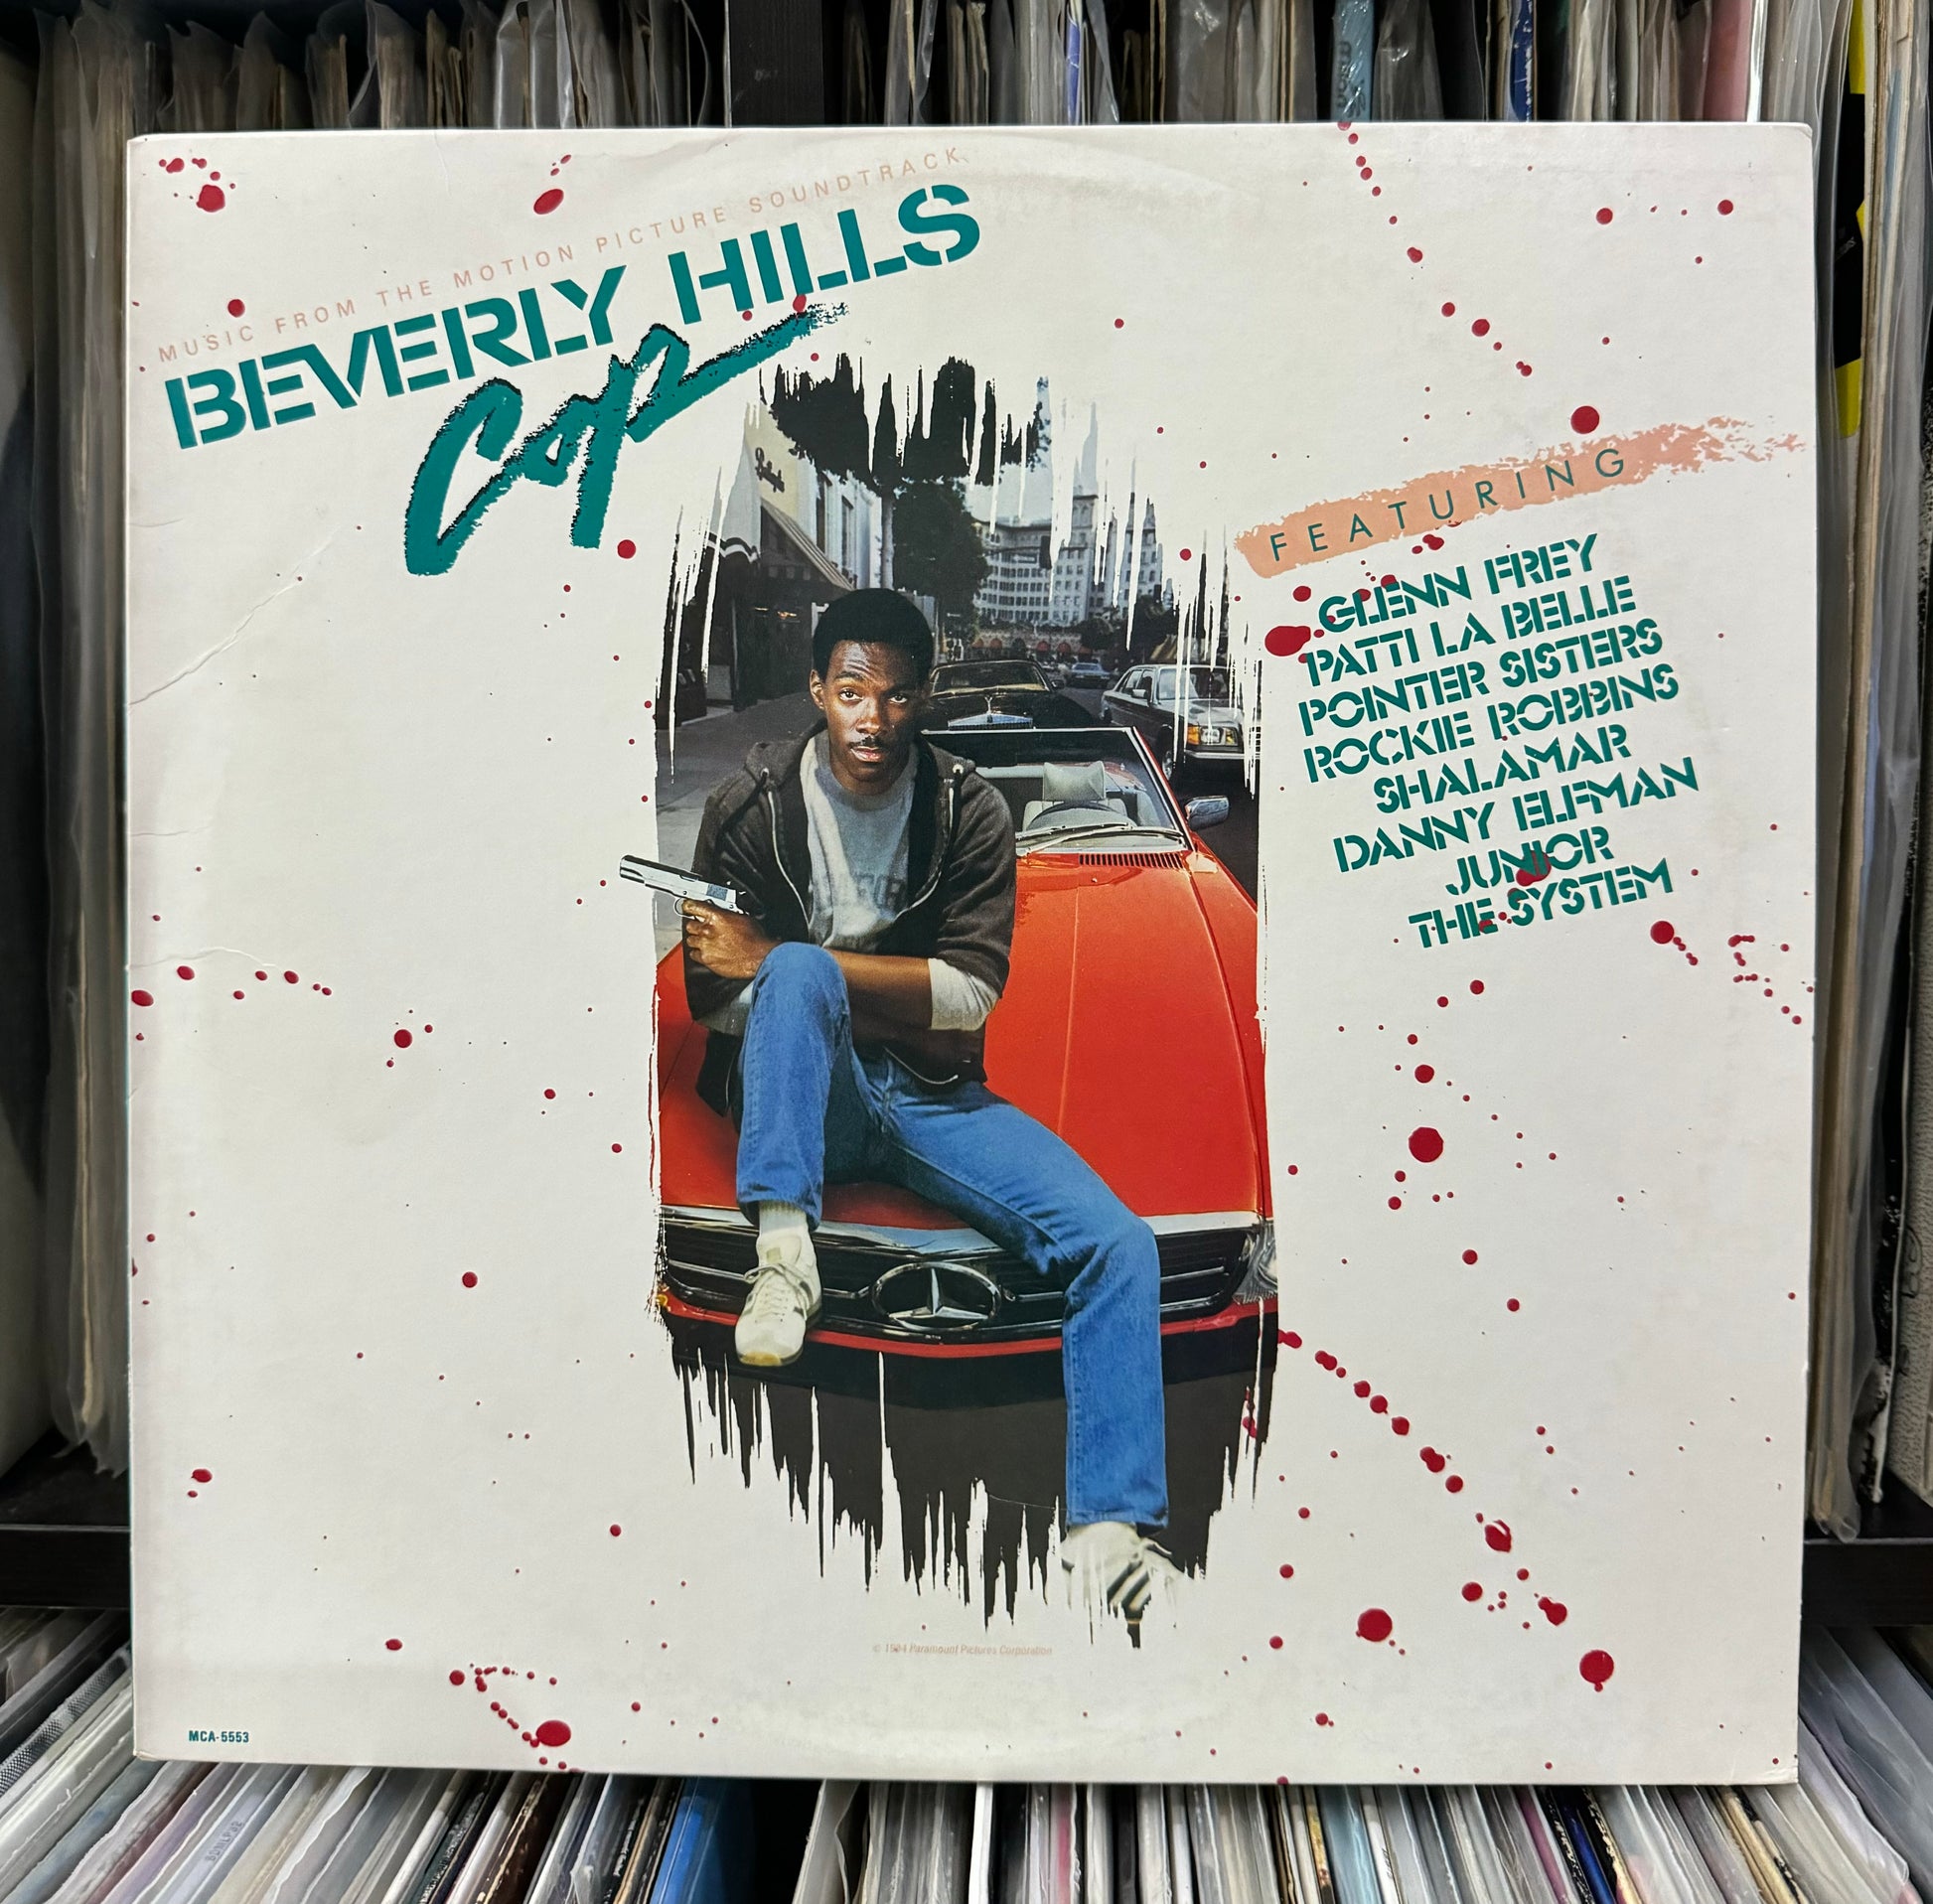 MUSIC FROM THE MOTION PICTURE SOUNDTRACK
BEVERLY HILLS
Cop
FEATURING
GLENN FREY
PATTI LA BELLE
POINTER SISTERS
ROCKIE ROBBINS
SHALAMAR
DANNY ELFMAN
JUNIOR
THE SYSTEM
© 1984 Paramount Pictures Corporation
MCA-5553